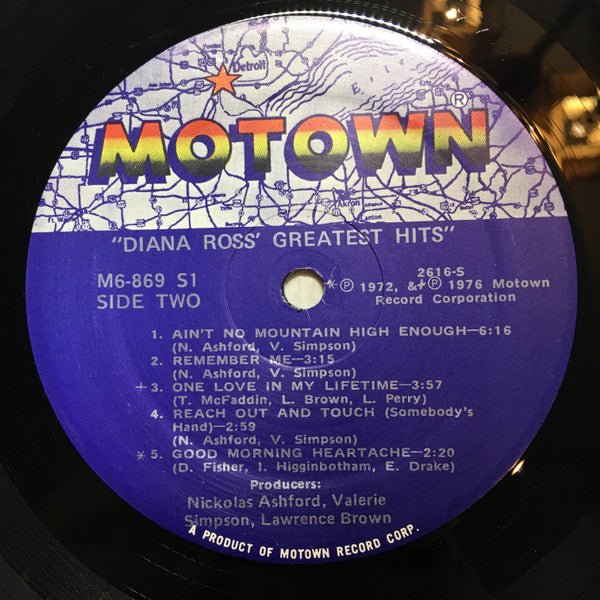 Detroit
MOTOWN®
Akron
Canton
"DIANA ROSS' GREATEST HITS"
M6-869 S1
SIDE TWO
2616-S
* ℗ 1972, &+℗ 1976 Motown
Record Corporation
1. AIN'T NO MOUNTAIN HIGH ENOUGH—6:16
(N. Ashford, V. Simpson)
2. REMEMBER ME—3:15
(N. Ashford, V. Simpson)
+3. ONE LOVE IN MY LIFETIME—3:57
(T. McFaddin, L. Brown, L. Perry)
4. REACH OUT AND TOUCH (Somebody's
Hand)—2:59
(N. Ashford, V. Simpson)
* 5. GOOD MORNING HEARTACHE—2:20
(D. Fisher, I. Higginbotham, E. Drake)
Producers:
Nickolas Ashford, Valerie
Simpson, Lawrence Brown
A PRODUCT OF MOTOWN RECORD CORP.